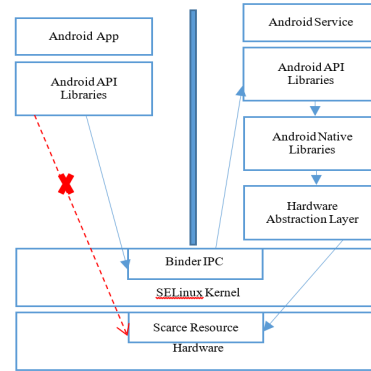 Android App
Android API
Libraries
Android Service
Android API
Libraries
Android Native
Libraries
Hardware
Abstraction Layer
Binder IPC
SELinux Kernel
Scarce Resource
Hardware